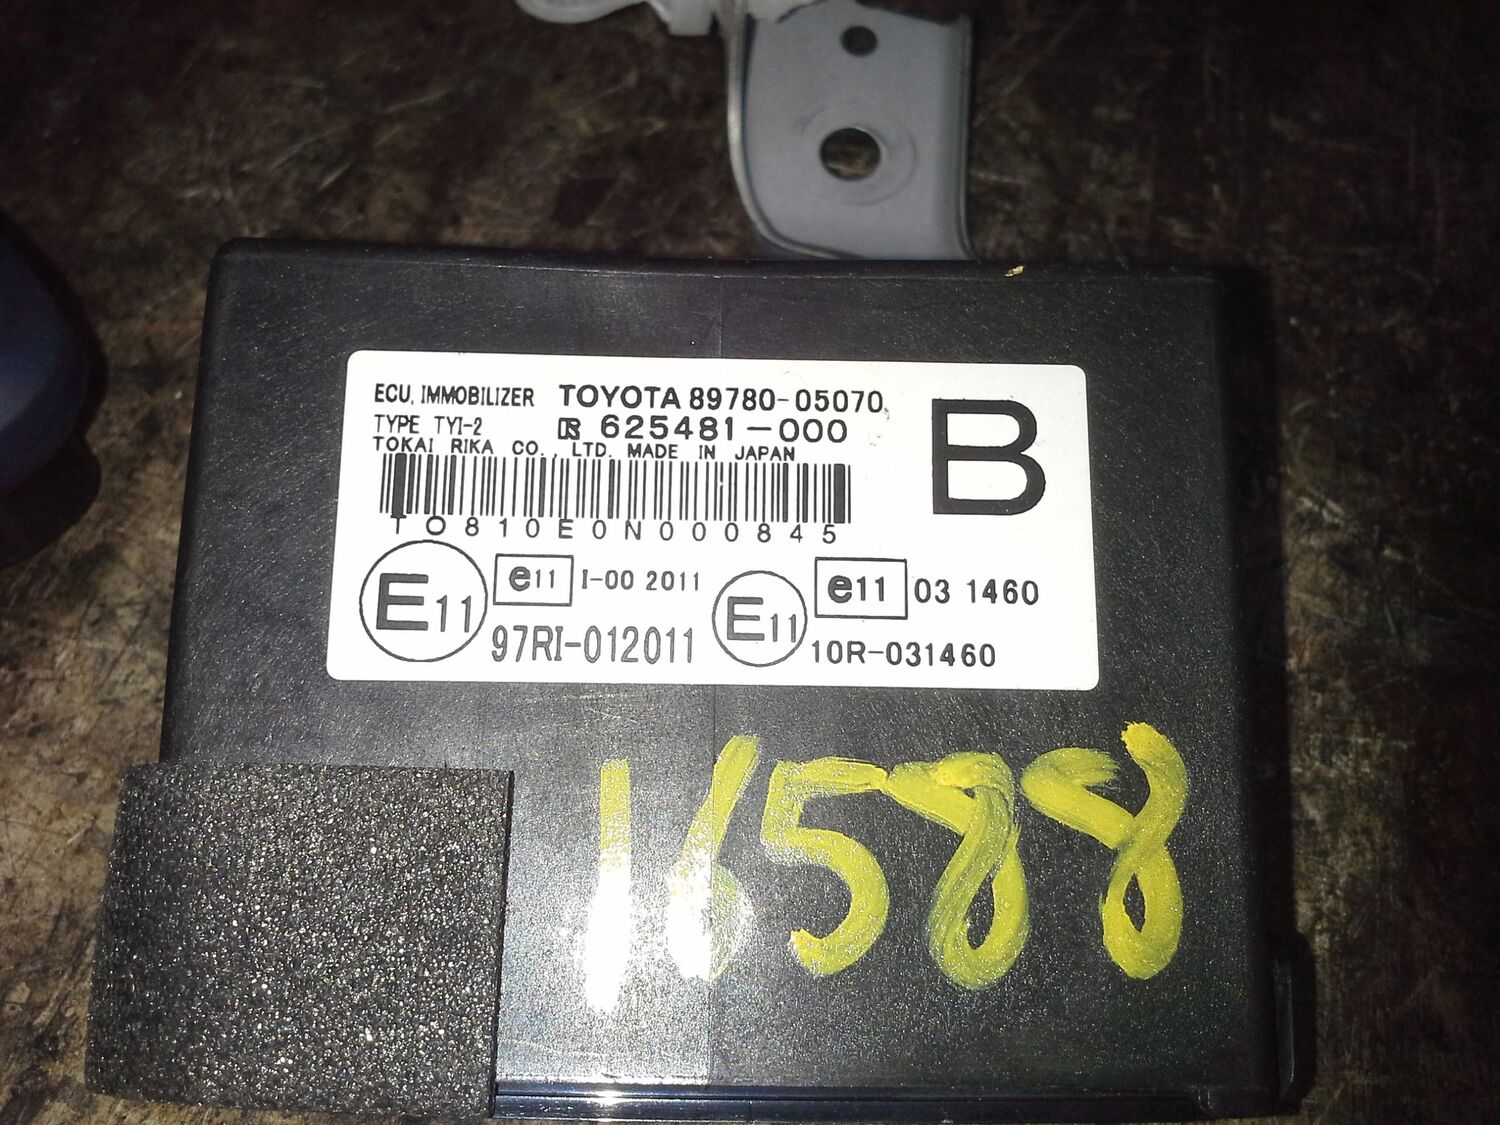 ECU, IMMOBILIZER TOYOTA 89780-05070
TYPE TYI-2 625481-000
TOKAI RIKA CO., LTD. MADE IN JAPAN
B
TO810E0N000845
E11 e11 I-00 2011
97RI-012011
E11 e11 03 1460
10R-031460
16588